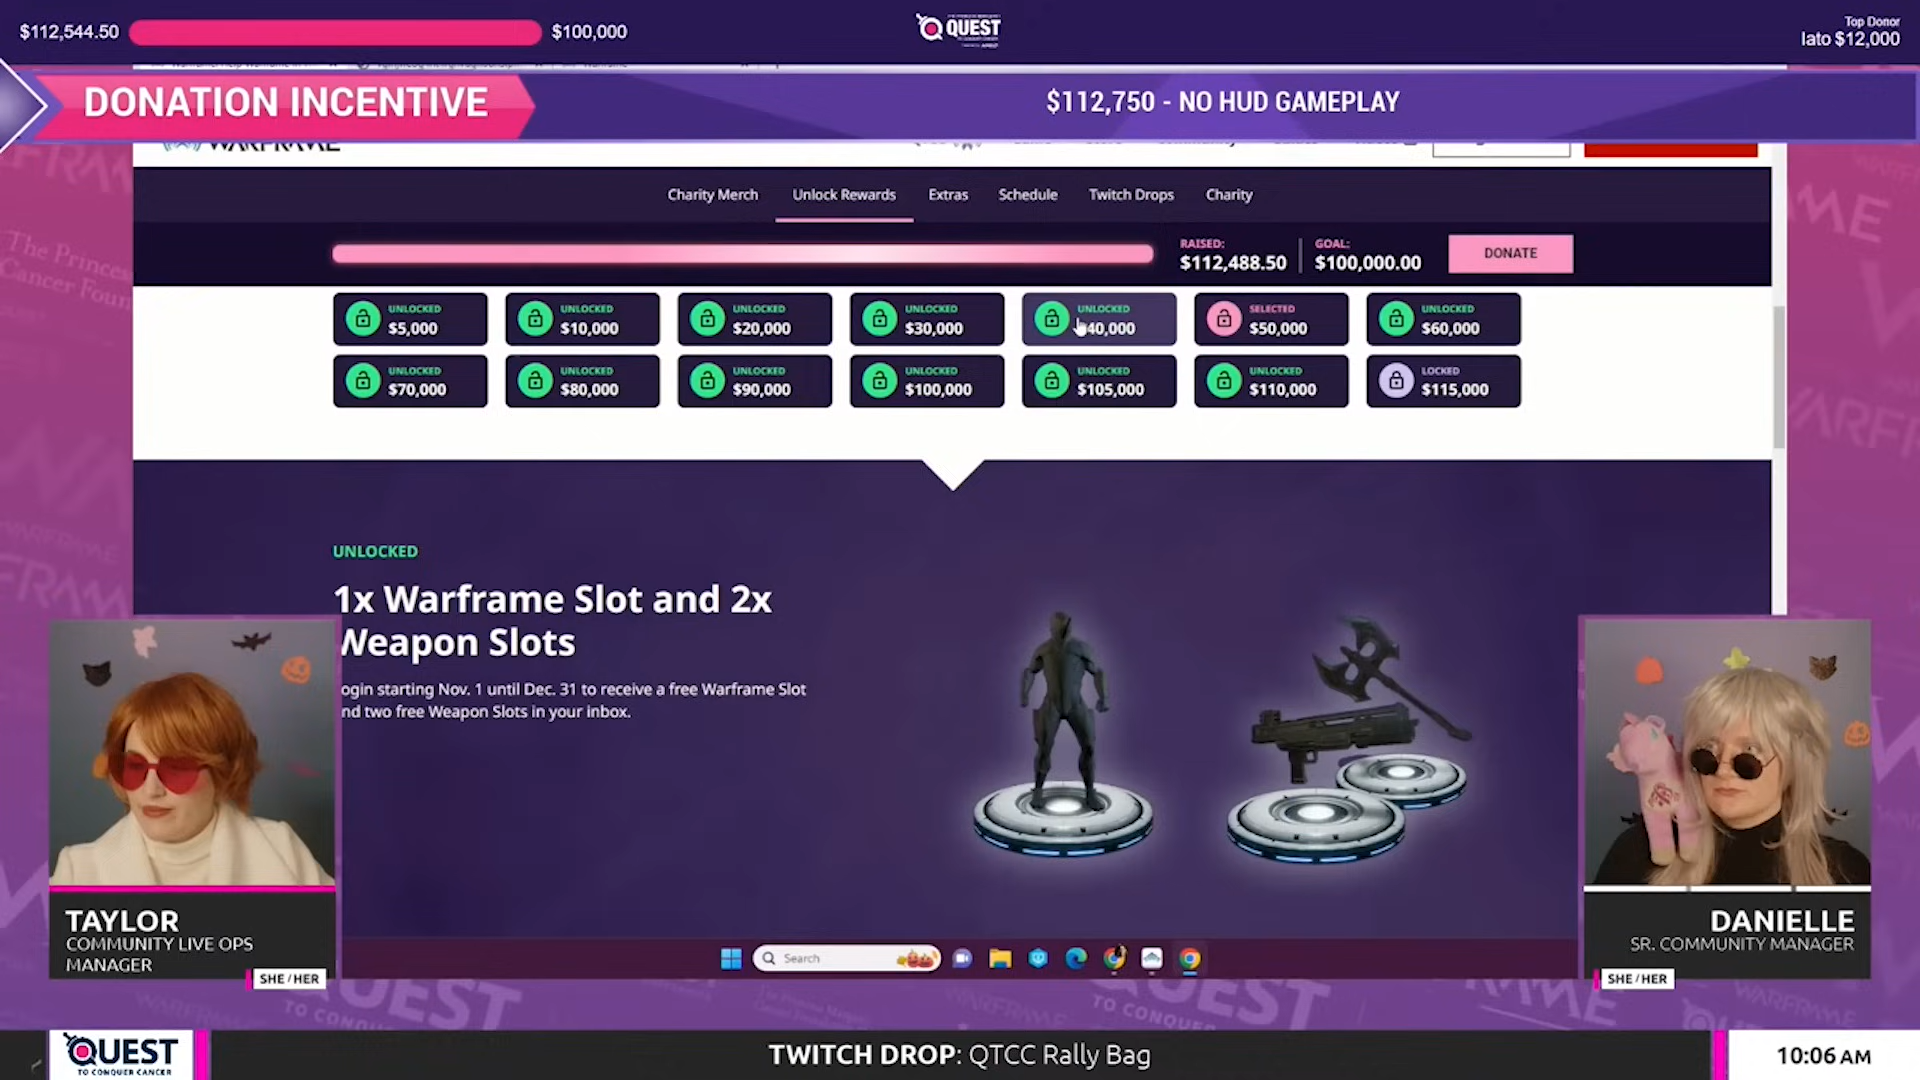 $112,544.50
$100,000
QUEST
Top Donor
lato $12,000
DONATION INCENTIVE
$112,750 - NO HUD GAMEPLAY
WARFRAME
Charity Merch
Unlock Rewards
Extras
Schedule
Twitch Drops
Charity
RAISED:
$112,488.50
GOAL:
$100,000.00
DONATE
UNLOCKED
$5,000
UNLOCKED
$10,000
UNLOCKED
$20,000
UNLOCKED
$30,000
UNLOCKED
$40,000
SELECTED
$50,000
UNLOCKED
$60,000
UNLOCKED
$70,000
UNLOCKED
$80,000
UNLOCKED
$90,000
UNLOCKED
$100,000
UNLOCKED
$105,000
UNLOCKED
$110,000
LOCKED
$115,000
UNLOCKED
1x Warframe Slot and 2x
Weapon Slots
ogin starting Nov. 1 until Dec. 31 to receive a free Warframe Slot
nd two free Weapon Slots in your inbox.
TAYLOR
COMMUNITY LIVE OPS
MANAGER
SHE / HER
DANIELLE
SR. COMMUNITY MANAGER
SHE / HER
Search
QUEST
TO CONQUER CANCER
TWITCH DROP: QTCC Rally Bag
10:06 AM